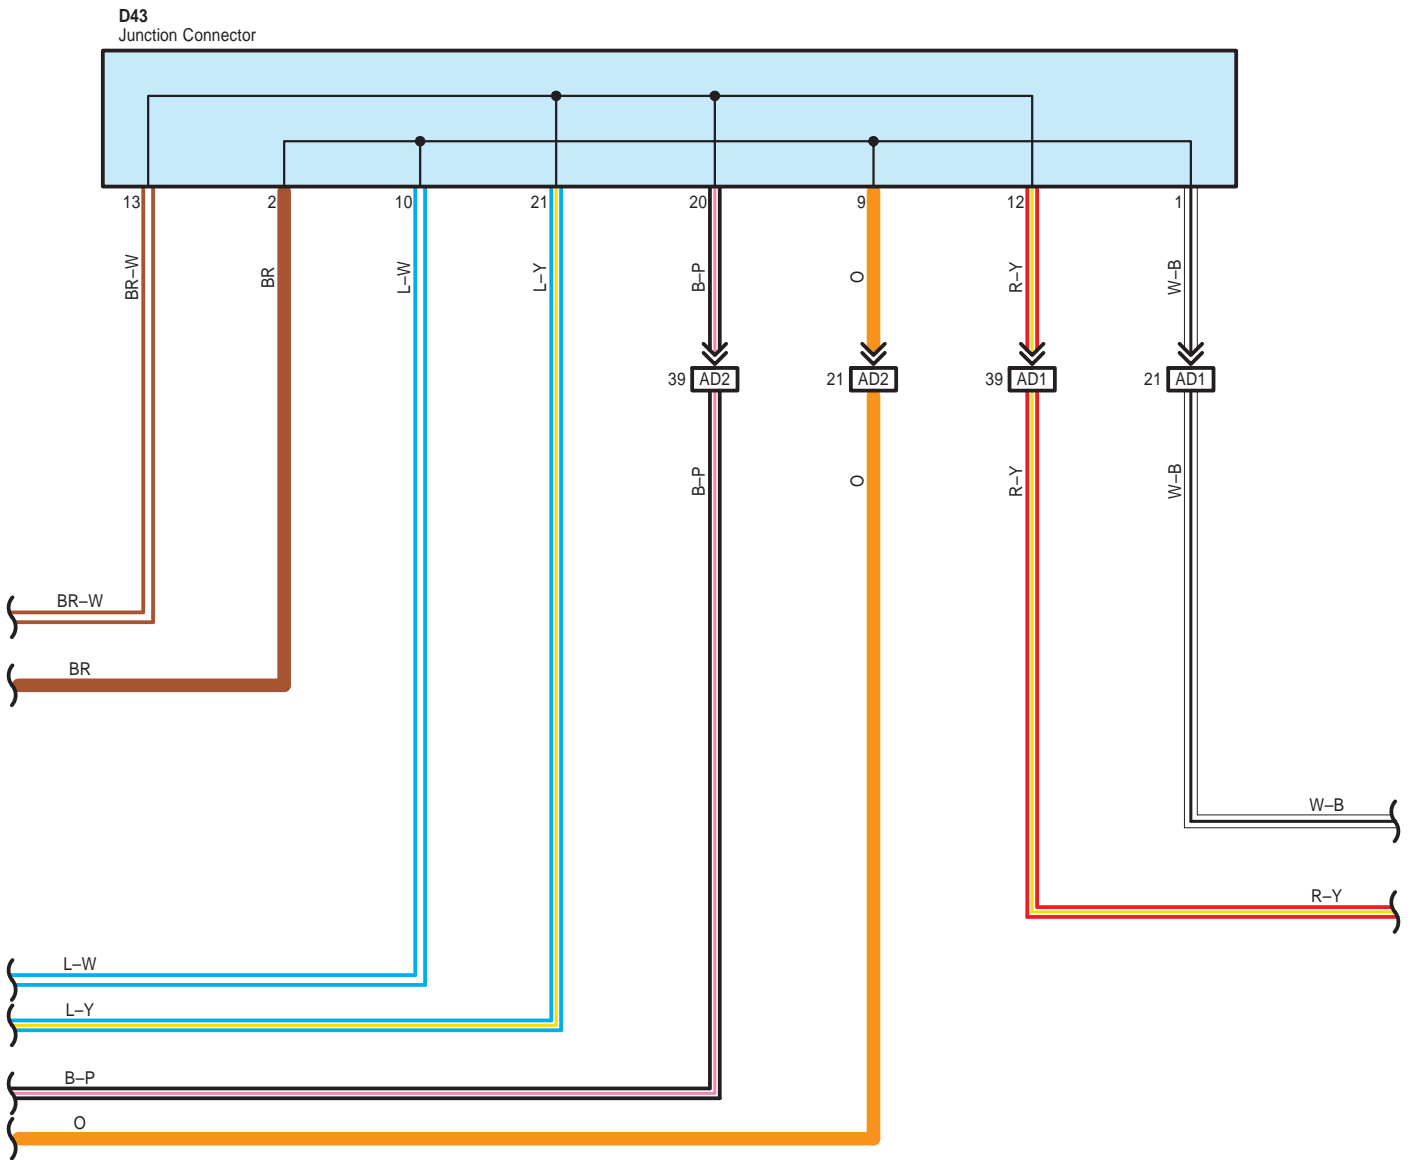 D43
Junction Connector
13 2 10 21 20 9 12 1
BR–W BR L–W L–Y B–P O R–Y W–B
39 AD2 21 AD2 39 AD1 21 AD1
B–P O R–Y W–B
BR–W
BR
W–B
R–Y
L–W
L–Y
B–P
O